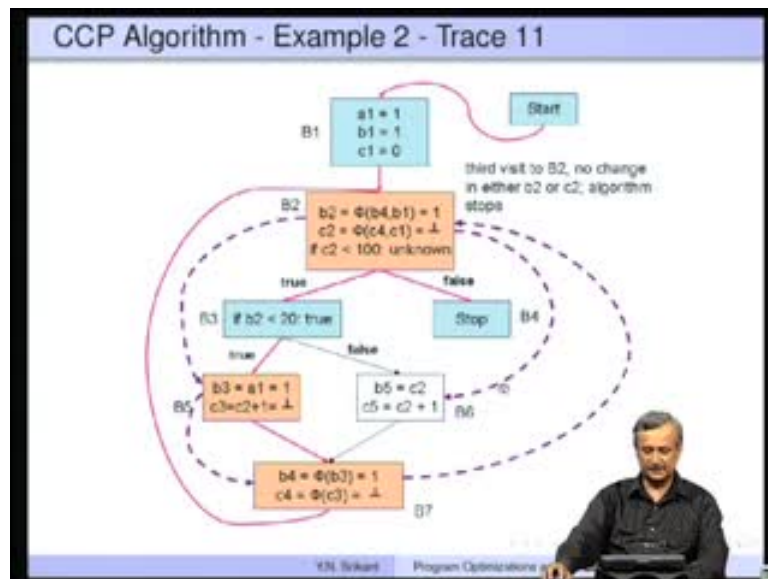 CCP Algorithm - Example 2 - Trace 11
Start
B1
a1 = 1
b1 = 1
c1 = 0
third visit to B2, no change
in either b2 or c2; algorithm
stops
B2
b2 = Φ(b4,b1) = 1
c2 = Φ(c4,c1) = ⊥
if c2 < 100: unknown
true
false
B3
if b2 < 20: true
Stop
B4
true
false
b3 = a1 = 1
c3=c2+1= ⊥
B5
b5 = c2
c5 = c2 + 1
B6
b4 = Φ(b3) = 1
c4 = Φ(c3) = ⊥
B7
Y.N. Srikant
Program Optimizations